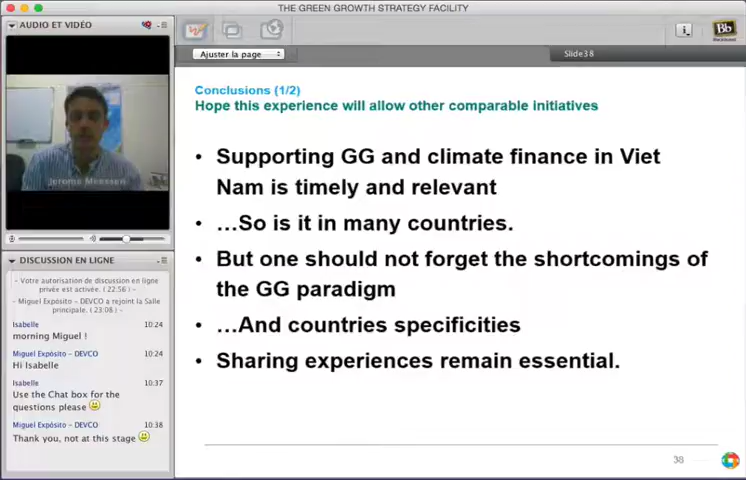 THE GREEN GROWTH STRATEGY FACILITY
AUDIO ET VIDÉO
Jerome Meessen
Ajuster la page
i
Bb
Slide38
DISCUSSION EN LIGNE
- Votre autorisation de discussion en ligne
privée est activée. ( 22:56 ) -
- Miguel Expósito - DEVCO a rejoint la Salle
principale. ( 23:08 ) -
Isabelle 10:24
morning Miguel !
Miguel Expósito - DEVCO 10:24
Hi Isabelle
Isabelle 10:37
Use the Chat box for the
questions please
Miguel Expósito - DEVCO 10:38
Thank you, not at this stage
Conclusions (1/2)
Hope this experience will allow other comparable initiatives
• Supporting GG and climate finance in Viet
Nam is timely and relevant
• …So is it in many countries.
• But one should not forget the shortcomings of
the GG paradigm
• …And countries specificities
• Sharing experiences remain essential.
38